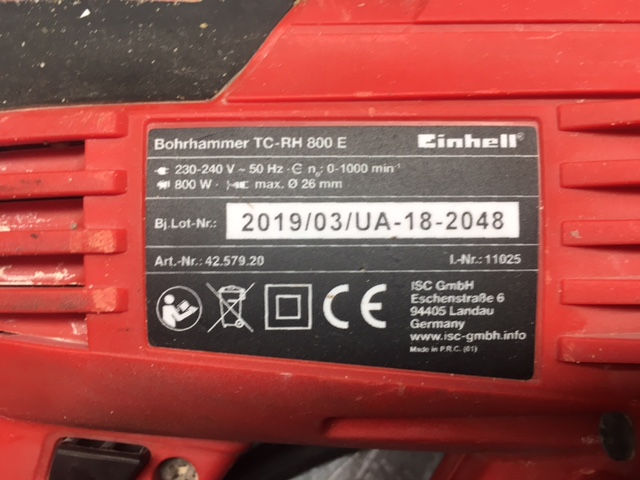 Bohrhammer TC-RH 800 E
Einhell®
230-240 V ~ 50 Hz · n₀: 0-1000 min⁻¹
800 W · max. Ø 26 mm
Bj.Lot-Nr.: 2019/03/UA-18-2048
Art.-Nr.: 42.579.20 I.-Nr.: 11025
CE
ISC GmbH
Eschenstraße 6
94405 Landau
Germany
www.isc-gmbh.info
Made in P.R.C. (01)